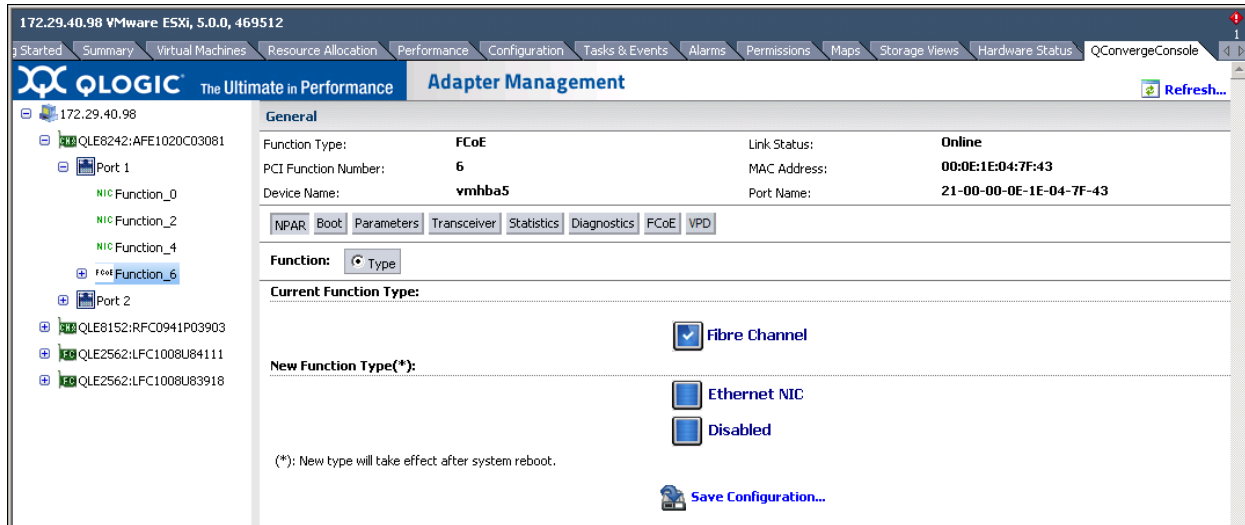 172.29.40.98 VMware ESXi, 5.0.0, 469512
1
g Started Summary Virtual Machines Resource Allocation Performance Configuration Tasks & Events Alarms Permissions Maps Storage Views Hardware Status QConvergeConsole
QLOGIC The Ultimate in Performance Adapter Management
Refresh...
172.29.40.98
QLE8242:AFE1020C03081
Port 1
NIC Function_0
NIC Function_2
NIC Function_4
FCoE Function_6
Port 2
QLE8152:RFC0941P03903
FC QLE2562:LFC1008U84111
FC QLE2562:LFC1008U83918
General
Function Type: FCoE Link Status: Online
PCI Function Number: 6 MAC Address: 00:0E:1E:04:7F:43
Device Name: vmhba5 Port Name: 21-00-00-0E-1E-04-7F-43
NPAR Boot Parameters Transceiver Statistics Diagnostics FCoE VPD
Function: Type
Current Function Type:
Fibre Channel
New Function Type(*):
Ethernet NIC
Disabled
(*): New type will take effect after system reboot.
Save Configuration...